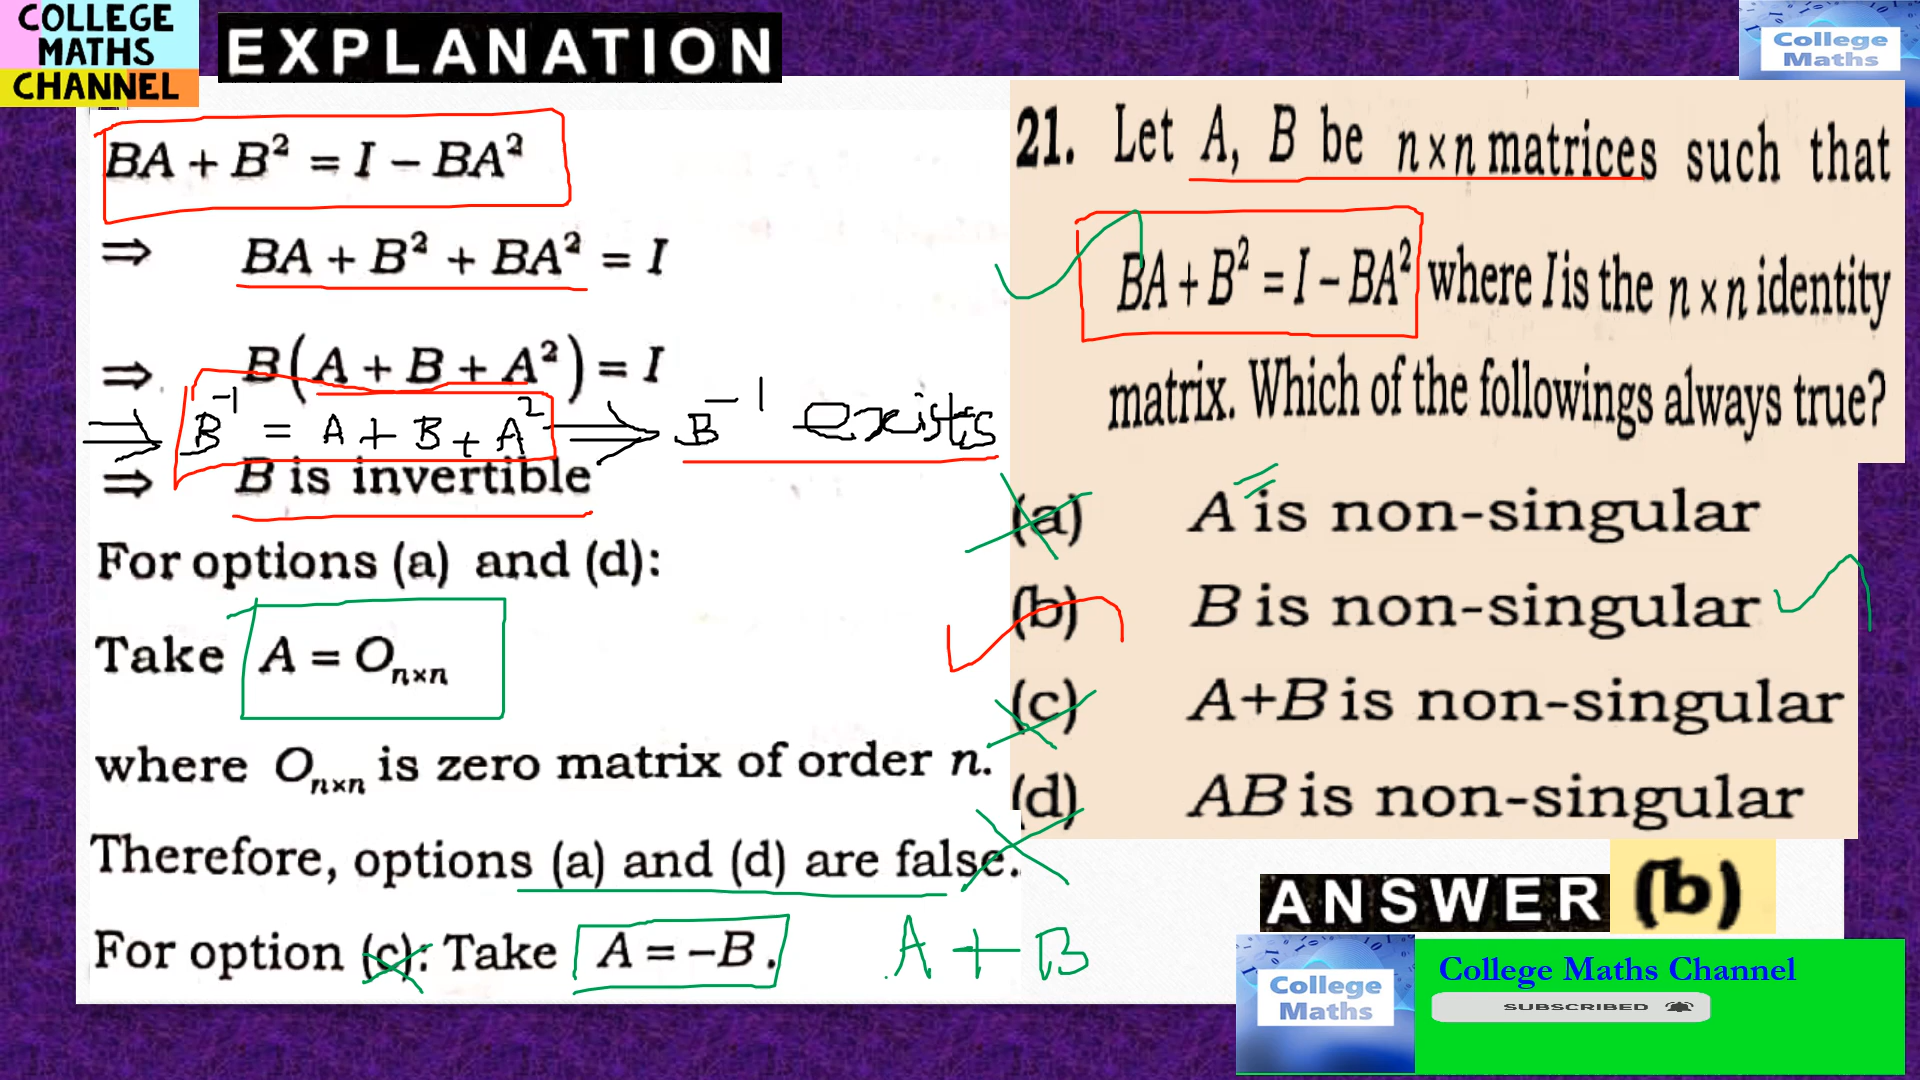 COLLEGE
MATHS
CHANNEL
EXPLANATION
College
Maths
BA + B² = I − BA²
⇒ BA + B² + BA² = I
⇒ B(A + B + A²) = I
⇒ B⁻¹ = A + B + A² ⇒ B⁻¹ exists
⇒ B is invertible
For options (a) and (d):
Take A = Oₙₓₙ
where Oₙₓₙ is zero matrix of order n.
Therefore, options (a) and (d) are false.
For option (c): Take A = −B. A + B
21. Let A, B be n×n matrices such that
BA + B² = I − BA² where I is the n × n identity
matrix. Which of the followings always true?
(a) A is non-singular
(b) B is non-singular
(c) A+B is non-singular
(d) AB is non-singular
ANSWER (b)
College
Maths
College Maths Channel
SUBSCRIBED